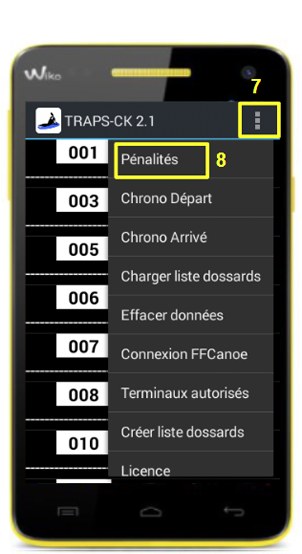 7
Wiko
TRAPS-CK 2.1
001
Pénalités
8
003
Chrono Départ
Chrono Arrivé
005
Charger liste dossards
006
Effacer données
007
Connexion FFCanoe
008
Terminaux autorisés
Créer liste dossards
010
Licence